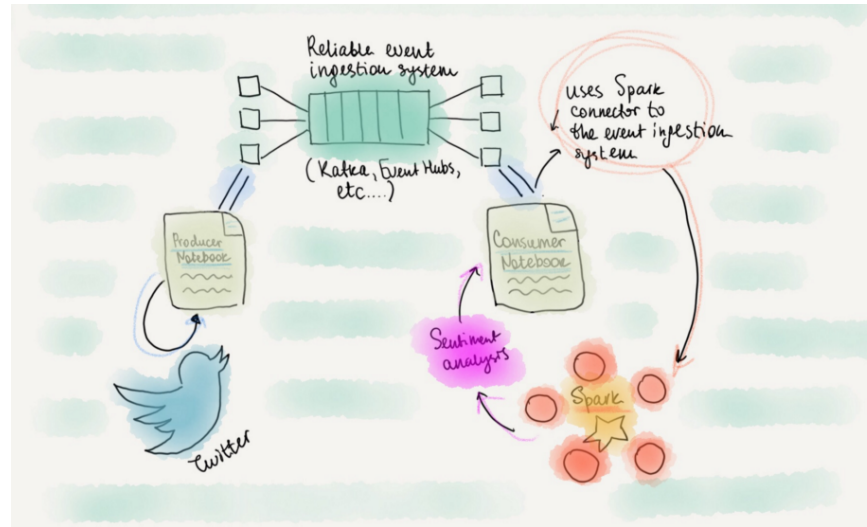 Reliable event
ingestion system
(Kafka, Event Hubs,
etc....)
uses Spark
connector to
the event ingestion
system
Producer
Notebook
Consumer
Notebook
Sentiment
analysis
Spark
Twitter